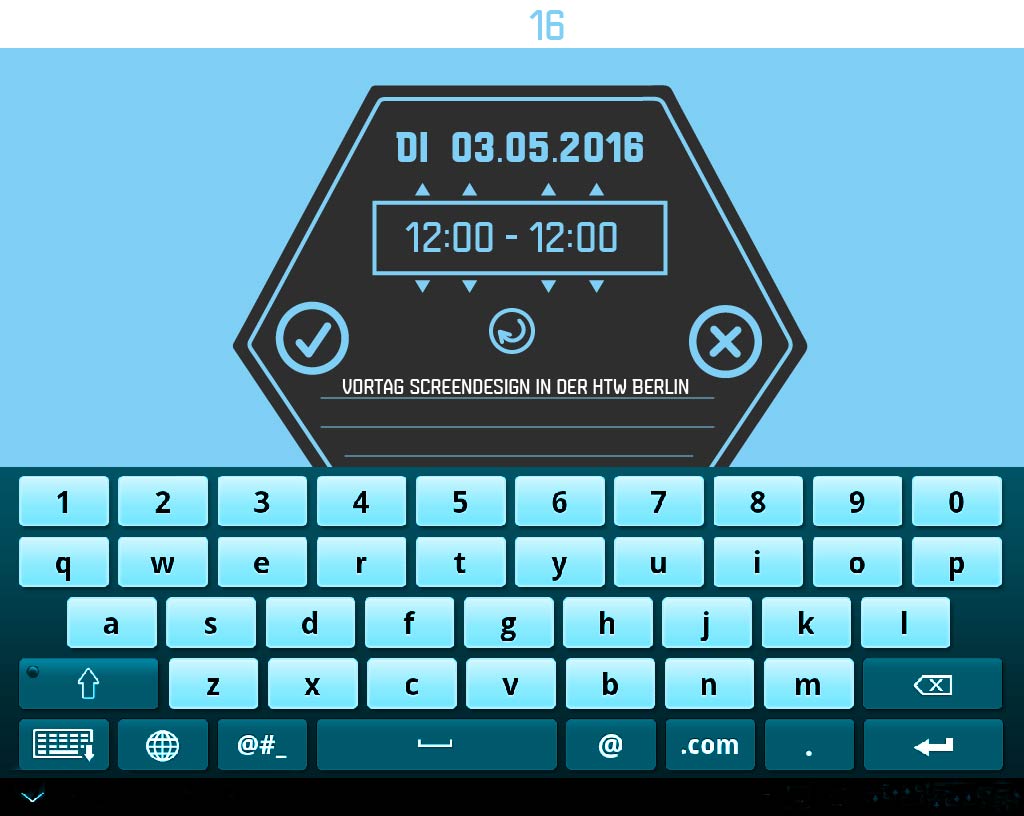 16
DI 03.05.2016
12:00 - 12:00
VORTAG SCREENDESIGN IN DER HTW BERLIN
1 2 3 4 5 6 7 8 9 0
q w e r t y u i o p
a s d f g h j k l
z x c v b n m
@#_ @ .com .